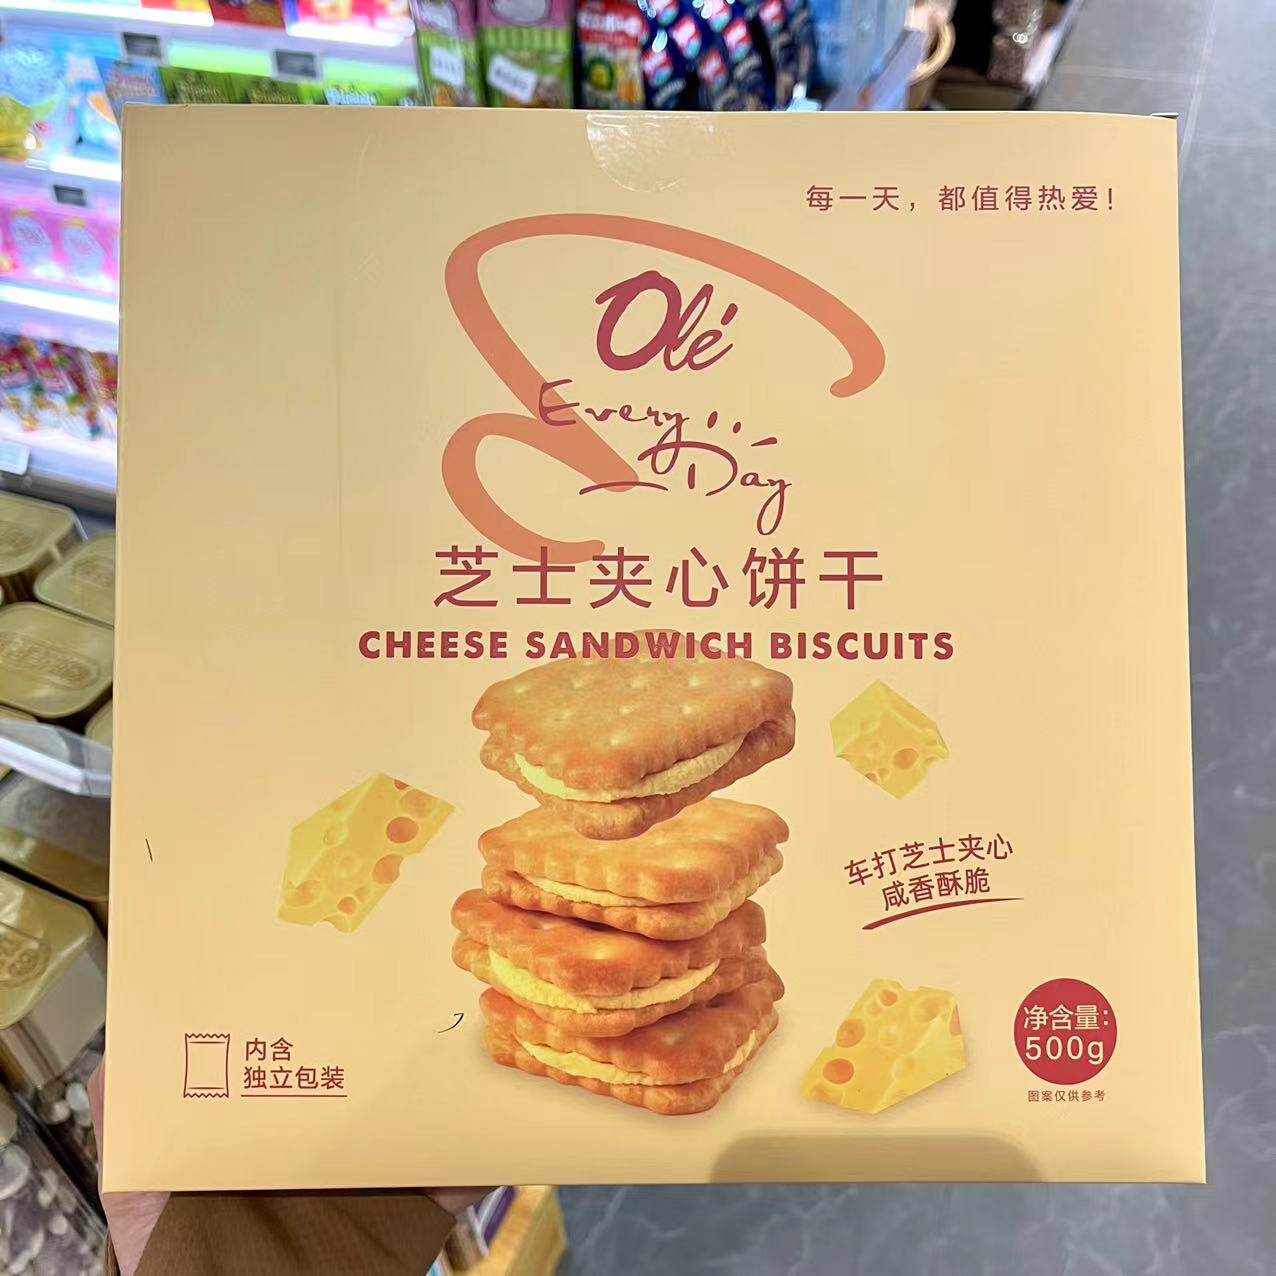 每一天，都值得热爱！
Olé
Every
Day
芝士夹心饼干
CHEESE SANDWICH BISCUITS
车打芝士夹心
咸香酥脆
净含量:
500g
图案仅供参考
内含
独立包装